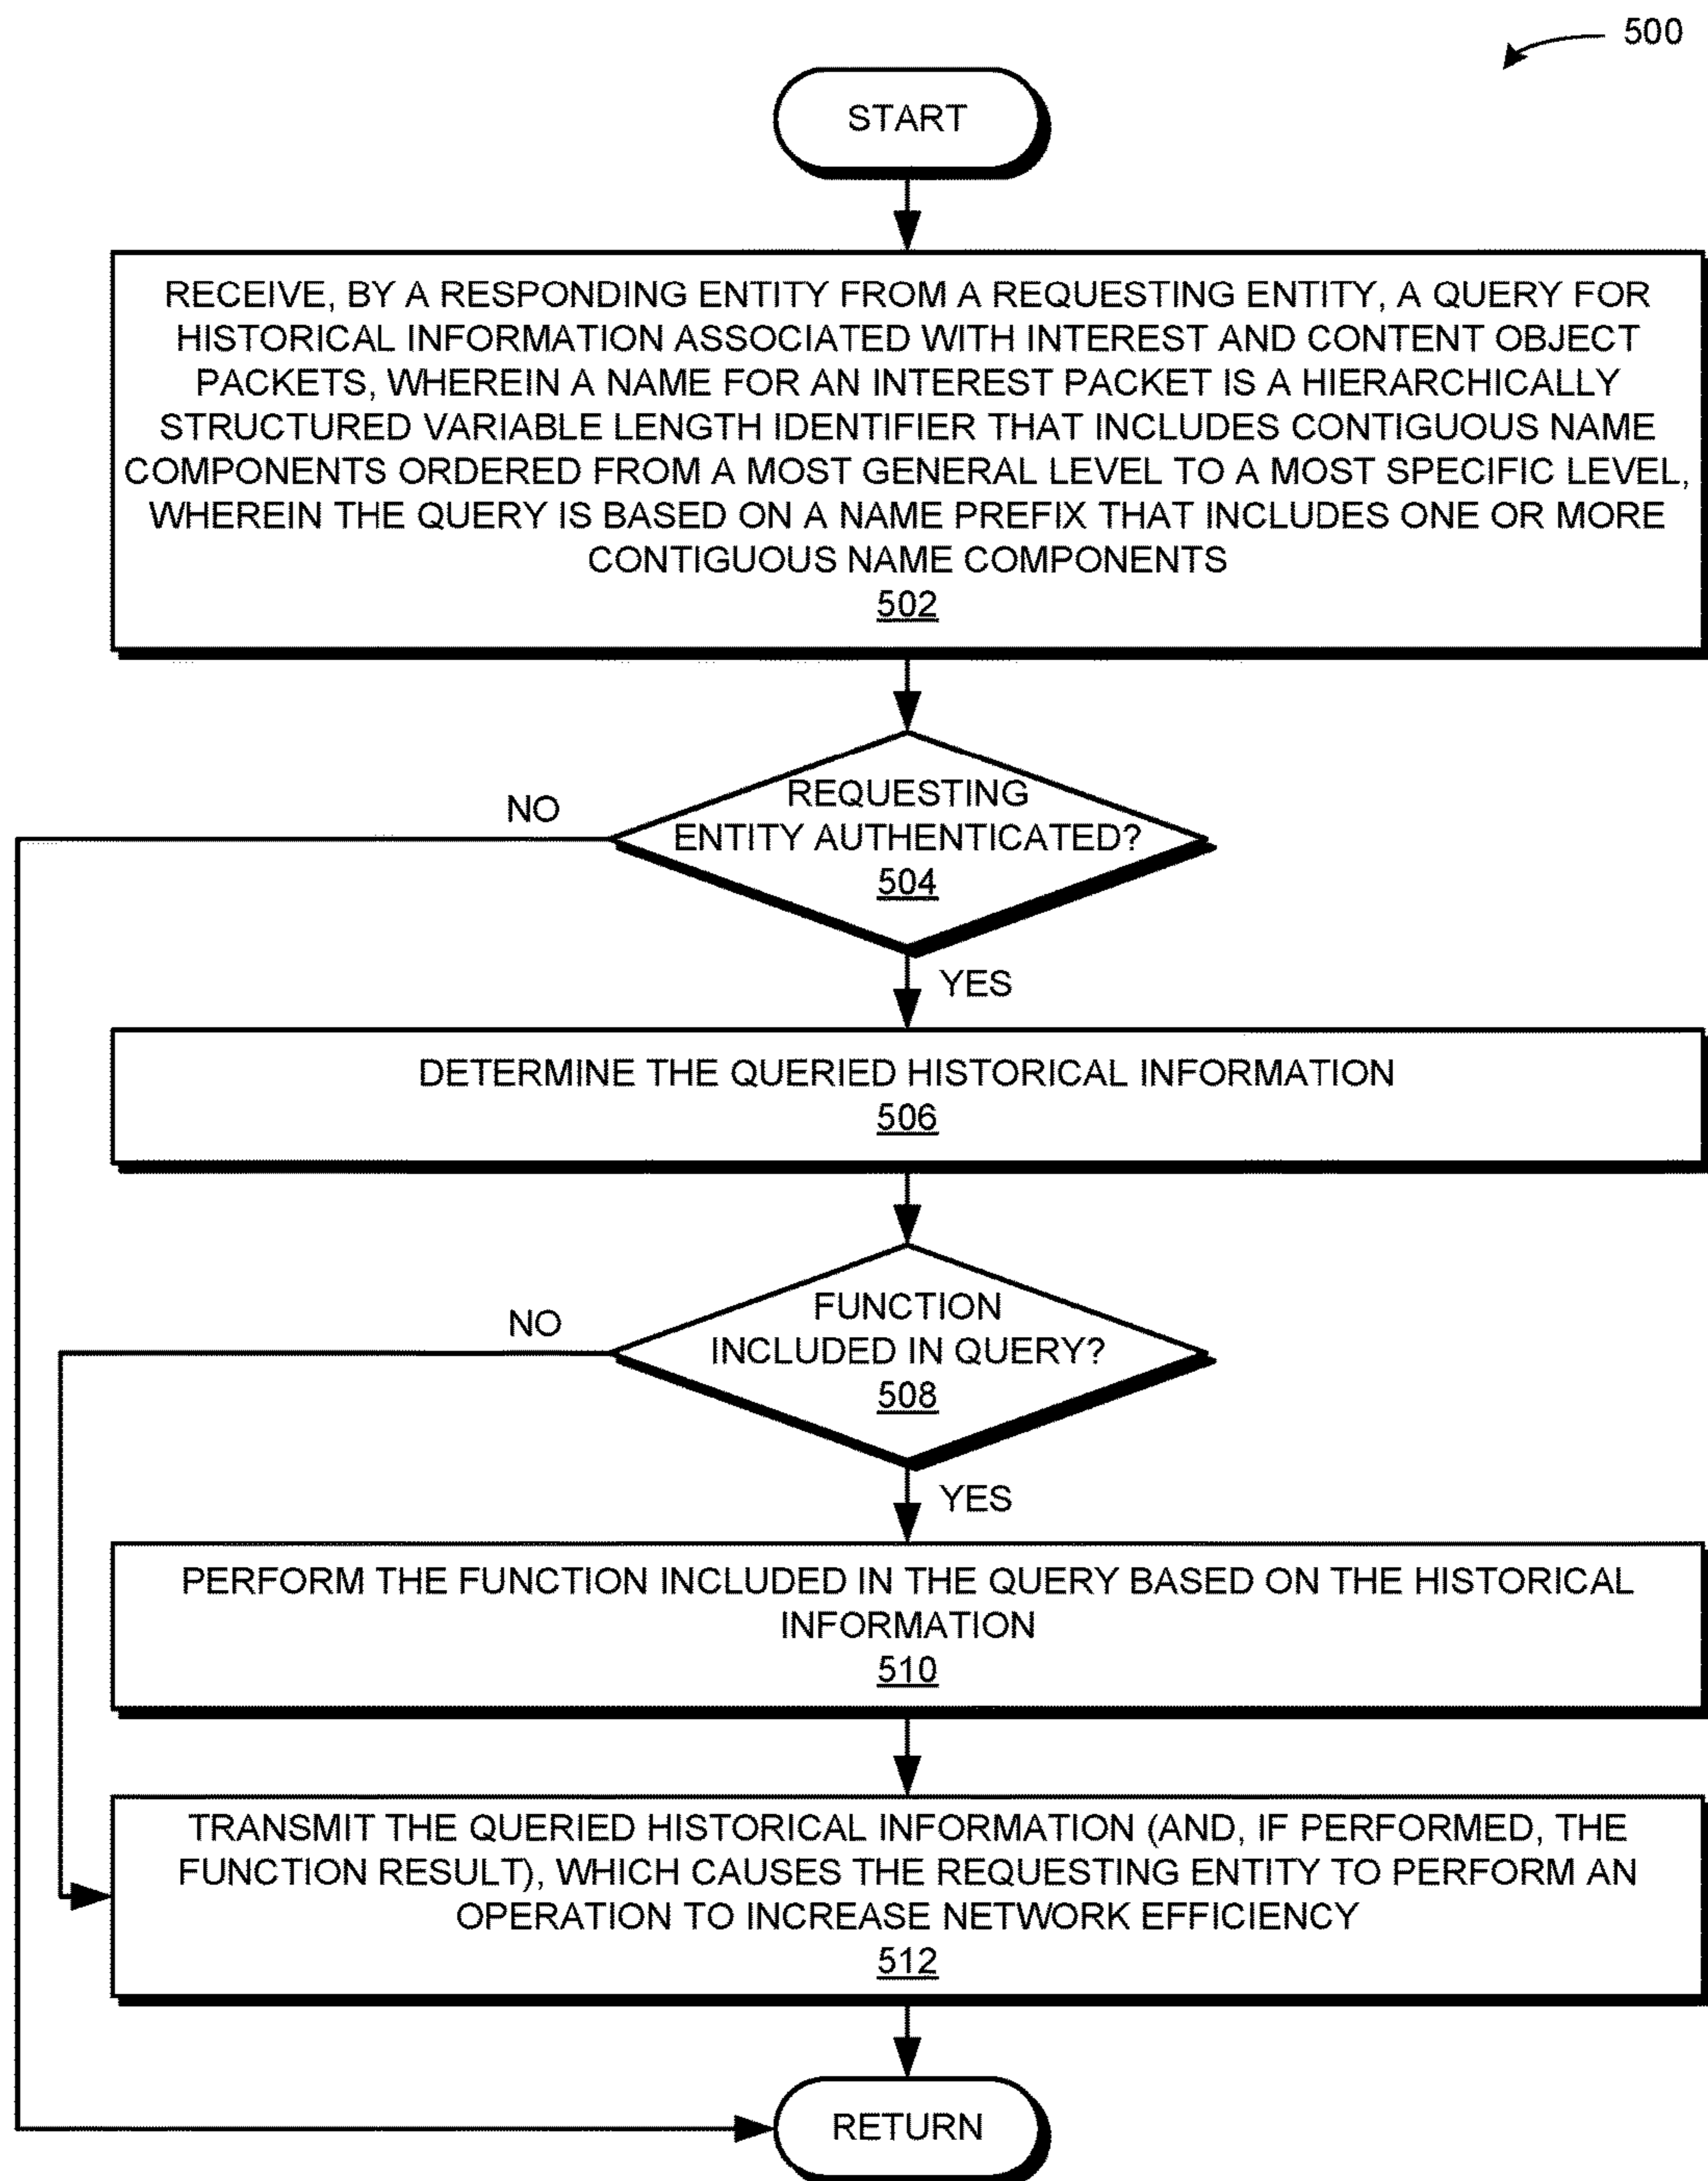 500
START
RECEIVE, BY A RESPONDING ENTITY FROM A REQUESTING ENTITY, A QUERY FOR
HISTORICAL INFORMATION ASSOCIATED WITH INTEREST AND CONTENT OBJECT
PACKETS, WHEREIN A NAME FOR AN INTEREST PACKET IS A HIERARCHICALLY
STRUCTURED VARIABLE LENGTH IDENTIFIER THAT INCLUDES CONTIGUOUS NAME
COMPONENTS ORDERED FROM A MOST GENERAL LEVEL TO A MOST SPECIFIC LEVEL,
WHEREIN THE QUERY IS BASED ON A NAME PREFIX THAT INCLUDES ONE OR MORE
CONTIGUOUS NAME COMPONENTS
502
NO
REQUESTING
ENTITY AUTHENTICATED?
504
YES
DETERMINE THE QUERIED HISTORICAL INFORMATION
506
NO
FUNCTION
INCLUDED IN QUERY?
508
YES
PERFORM THE FUNCTION INCLUDED IN THE QUERY BASED ON THE HISTORICAL
INFORMATION
510
TRANSMIT THE QUERIED HISTORICAL INFORMATION (AND, IF PERFORMED, THE
FUNCTION RESULT), WHICH CAUSES THE REQUESTING ENTITY TO PERFORM AN
OPERATION TO INCREASE NETWORK EFFICIENCY
512
RETURN